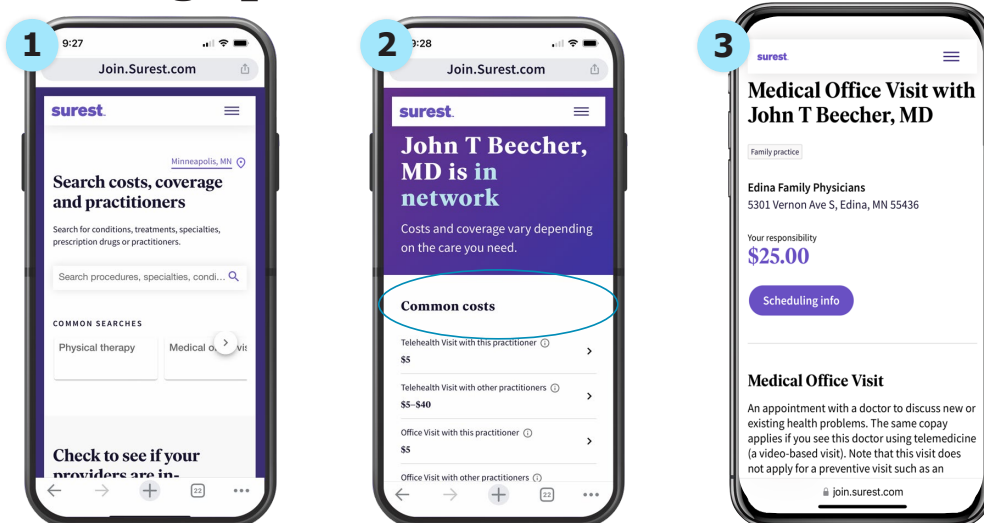 1
9:27
Join.Surest.com
surest.
Minneapolis, MN
Search costs, coverage
and practitioners
Search for conditions, treatments, specialties,
prescription drugs or practitioners.
Search procedures, specialties, condi...
COMMON SEARCHES
Physical therapy
Medical
Check to see if your
providers are in-
22
2
9:28
Join.Surest.com
surest.
John T Beecher,
MD is in
network
Costs and coverage vary depending
on the care you need.
Common costs
Telehealth Visit with this practitioner
$5
Telehealth Visit with other practitioners
$5–$40
Office Visit with this practitioner
$5
Office Visit with other practitioners
22
3
surest.
Medical Office Visit with
John T Beecher, MD
Family practice
Edina Family Physicians
5301 Vernon Ave S, Edina, MN 55436
Your responsibility
$25.00
Scheduling info
Medical Office Visit
An appointment with a doctor to discuss new or
existing health problems. The same copay
applies if you see this doctor using telemedicine
(a video-based visit). Note that this visit does
not apply for a preventive visit such as an
join.surest.com